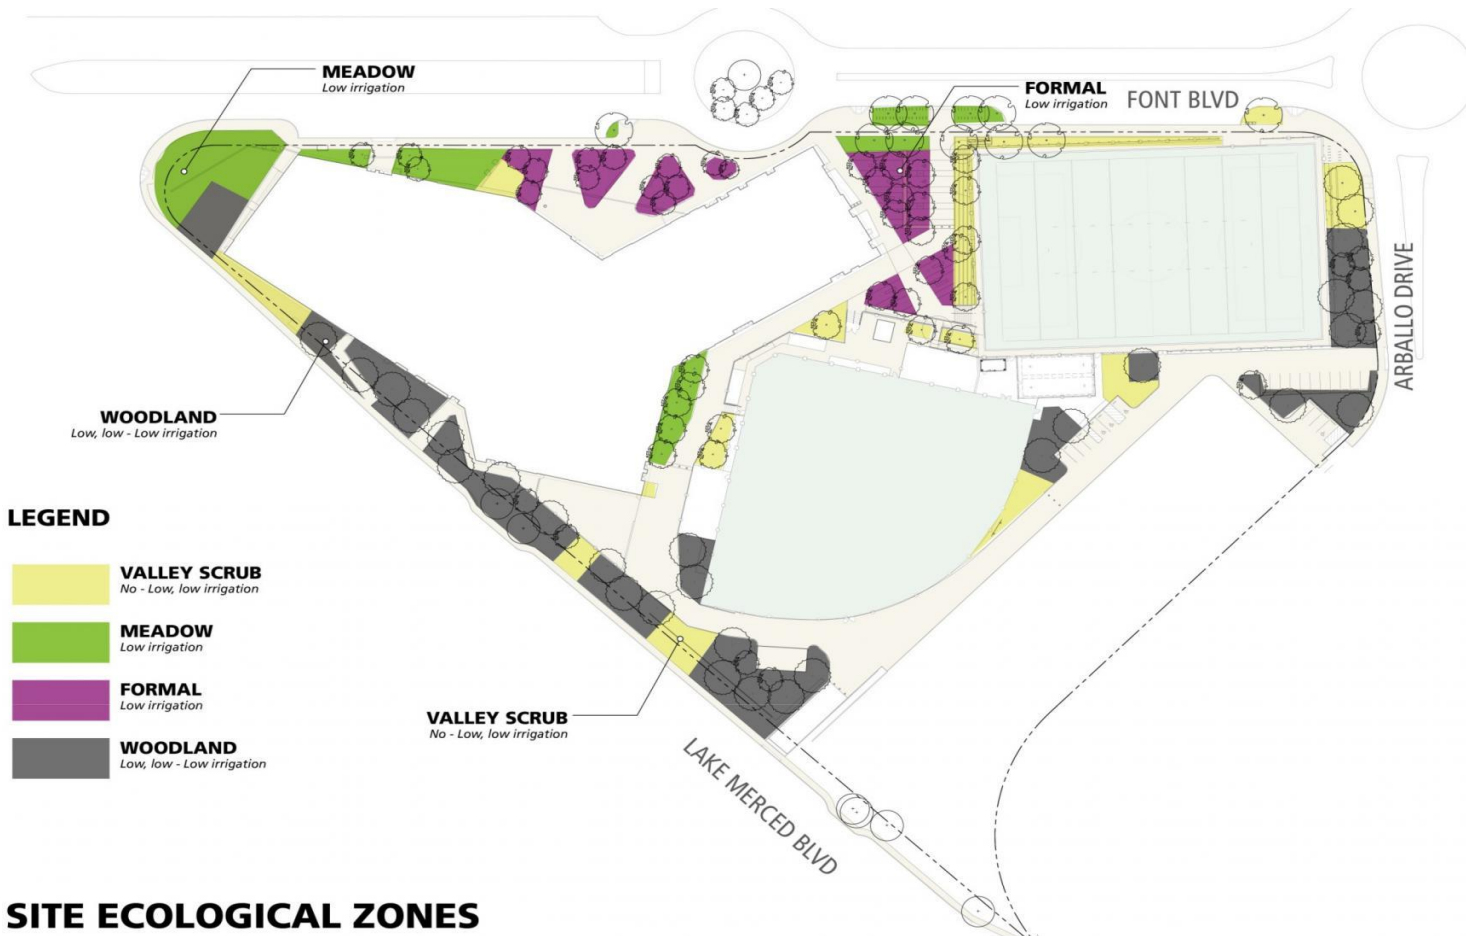 MEADOW
Low irrigation
FORMAL
Low irrigation
FONT BLVD
ARBALLO DRIVE
WOODLAND
Low, low - Low irrigation
LEGEND
VALLEY SCRUB
No - Low, low irrigation
MEADOW
Low irrigation
FORMAL
Low irrigation
WOODLAND
Low, low - Low irrigation
VALLEY SCRUB
No - Low, low irrigation
LAKE MERCED BLVD
SITE ECOLOGICAL ZONES